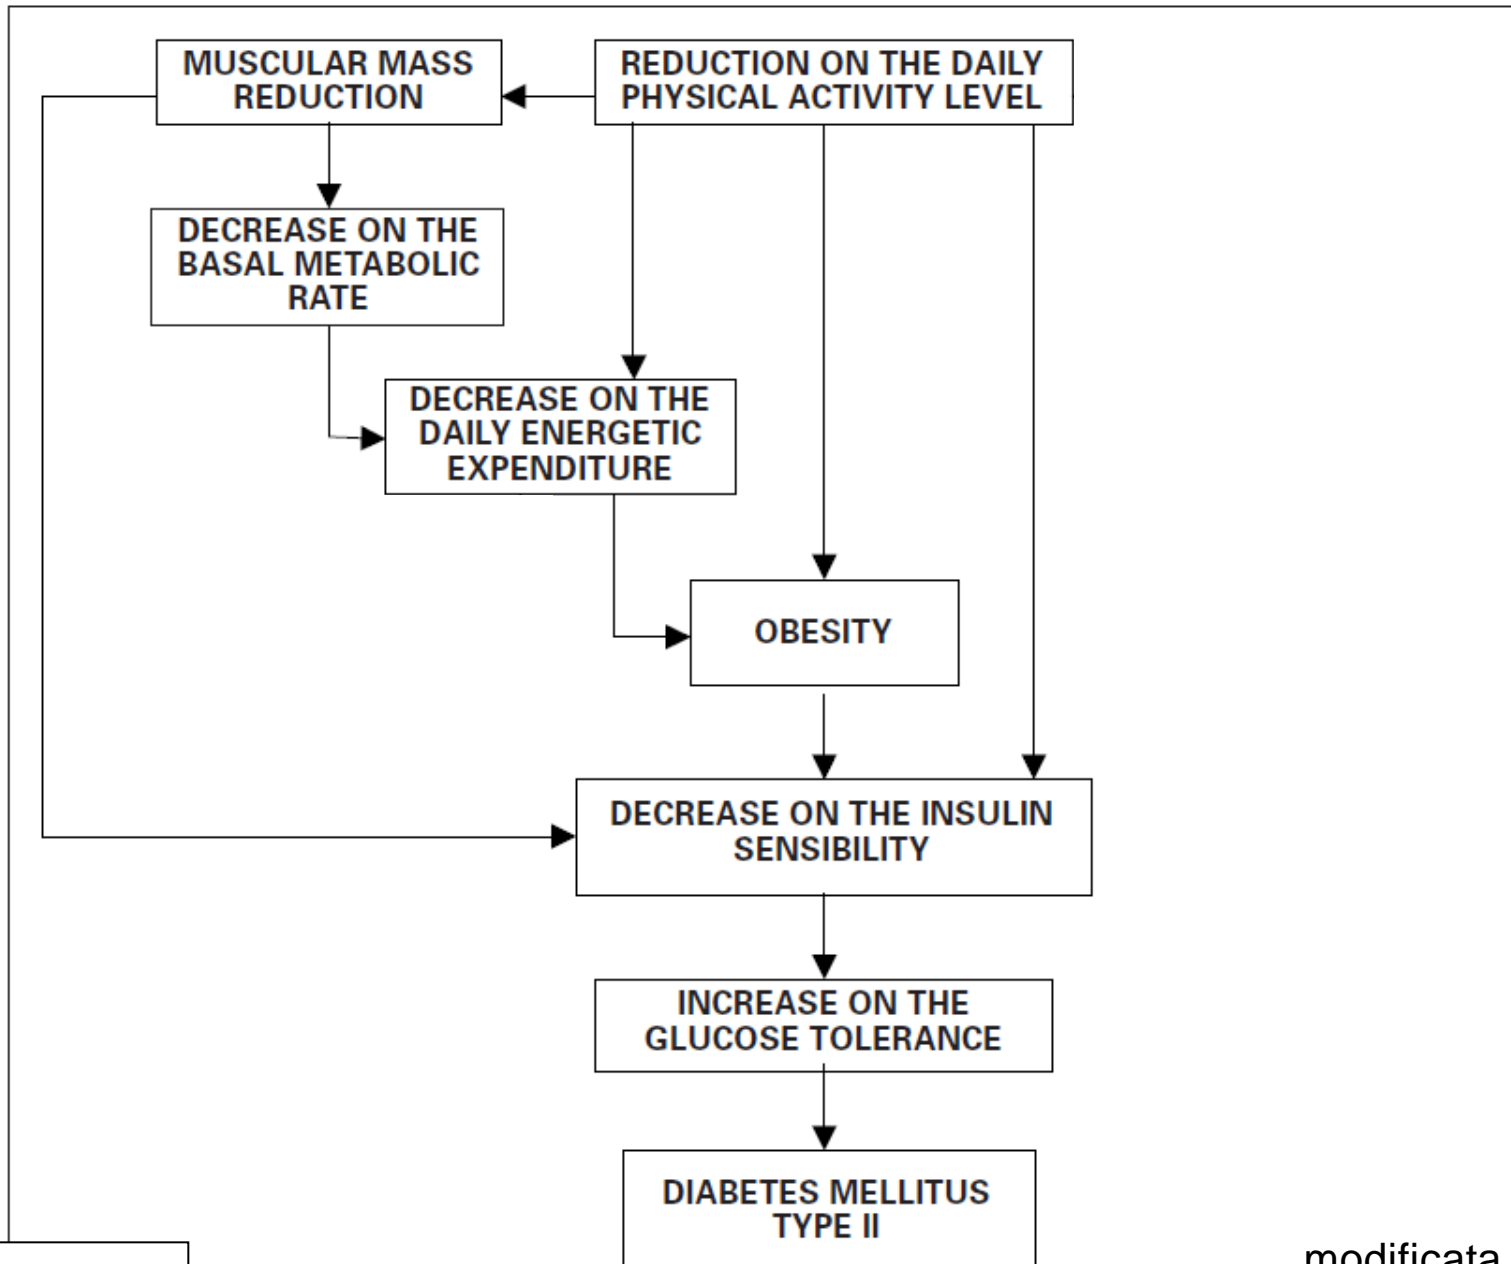 MUSCULAR MASS
REDUCTION
REDUCTION ON THE DAILY
PHYSICAL ACTIVITY LEVEL
DECREASE ON THE
BASAL METABOLIC
RATE
DECREASE ON THE
DAILY ENERGETIC
EXPENDITURE
OBESITY
DECREASE ON THE INSULIN
SENSIBILITY
INCREASE ON THE
GLUCOSE TOLERANCE
DIABETES MELLITUS
TYPE II
modificata